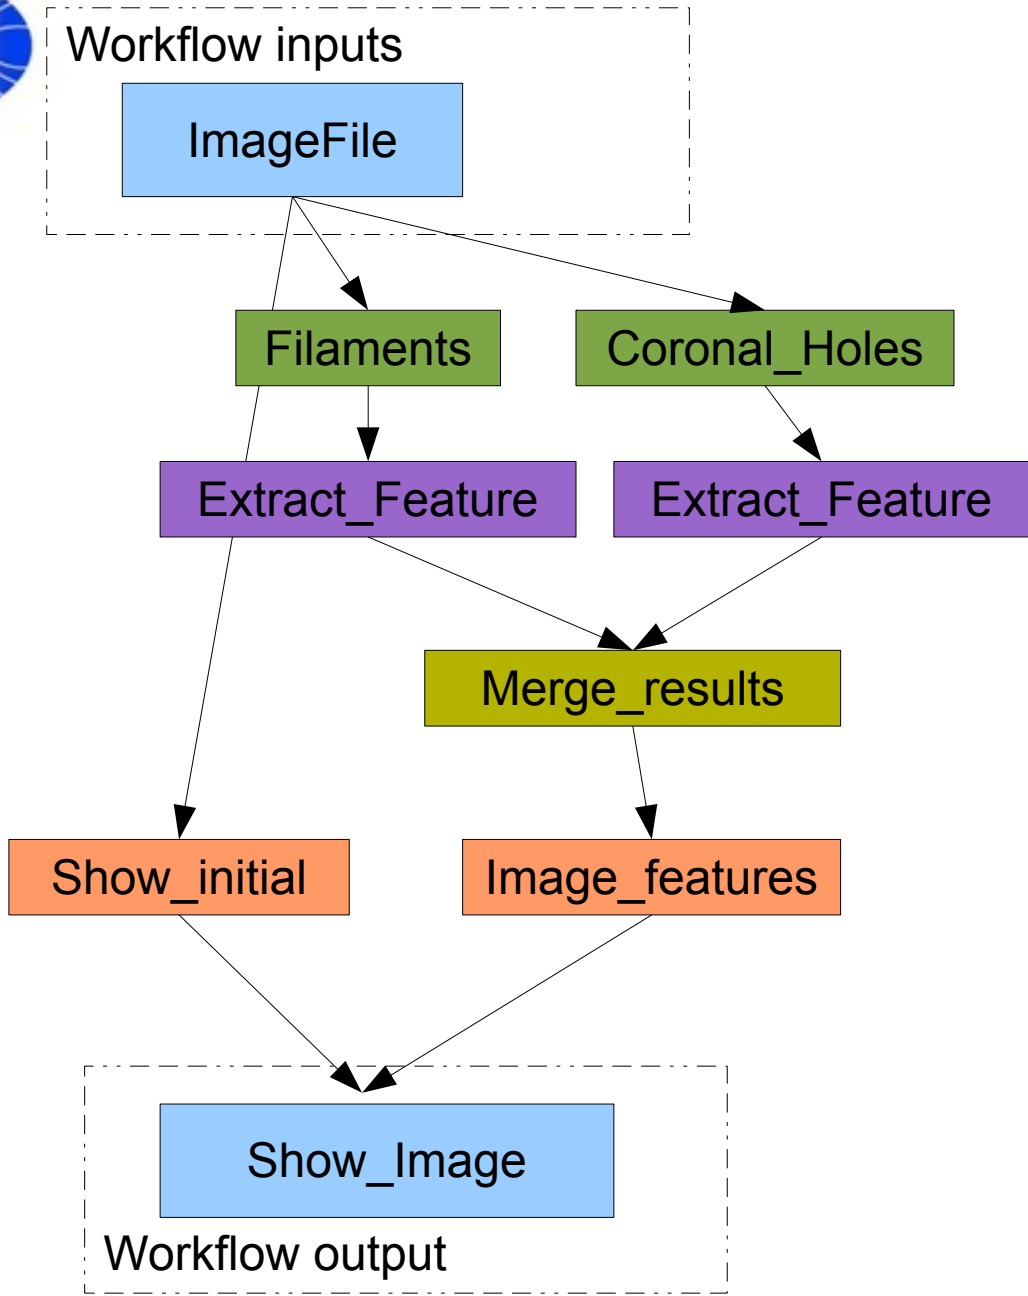 Workflow inputs
ImageFile
Filaments
Coronal_Holes
Extract_Feature
Extract_Feature
Merge_results
Show_initial
Image_features
Show_Image
Workflow output